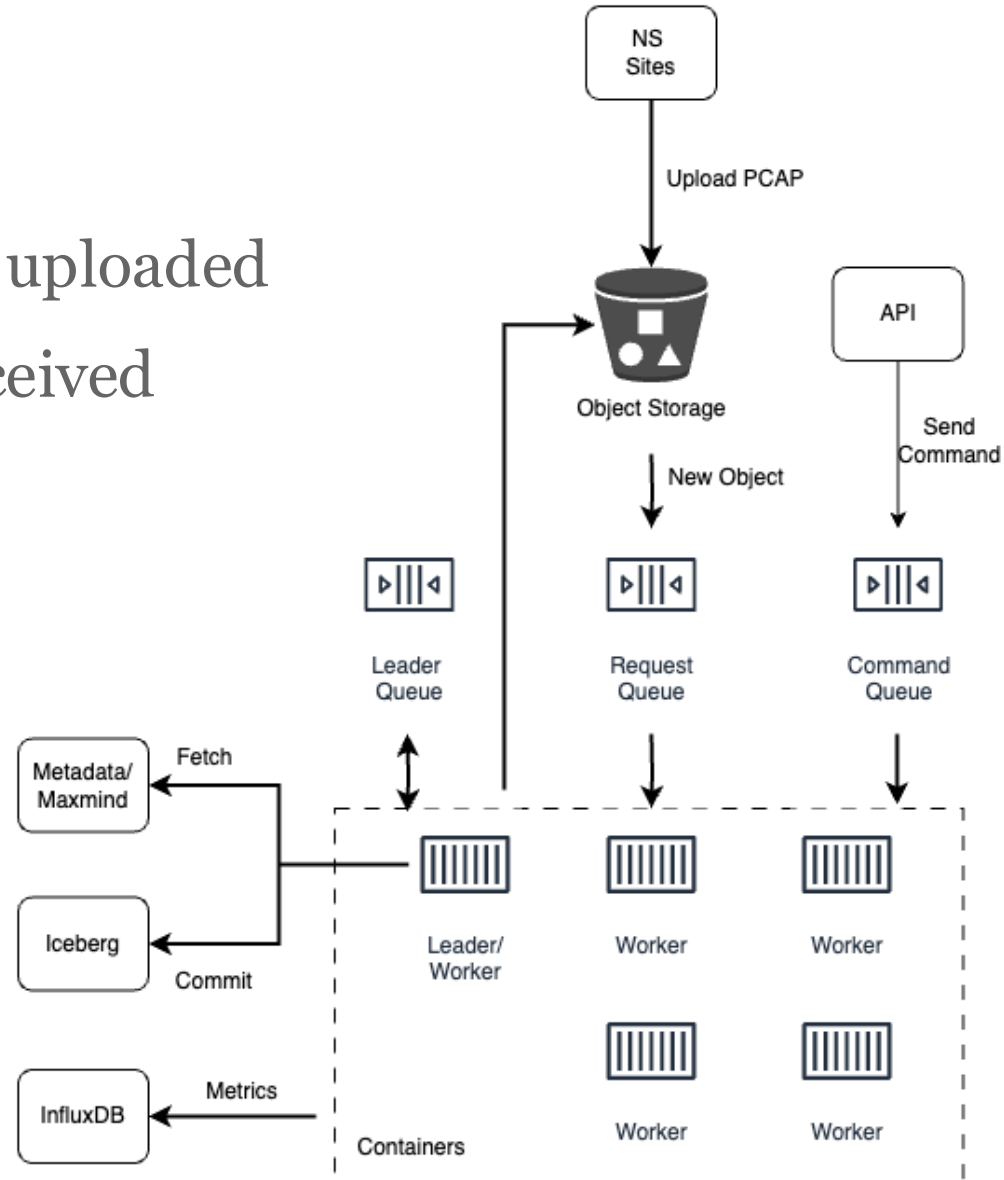 NS
Sites
Upload PCAP
uploaded
API
ceived
Object Storage
Send
Command
New Object
Leader
Queue
Request
Queue
Command
Queue
Fetch
Metadata/
Maxmind
Iceberg
Commit
Leader/
Worker
Worker
Worker
Metrics
InfluxDB
Containers
Worker
Worker